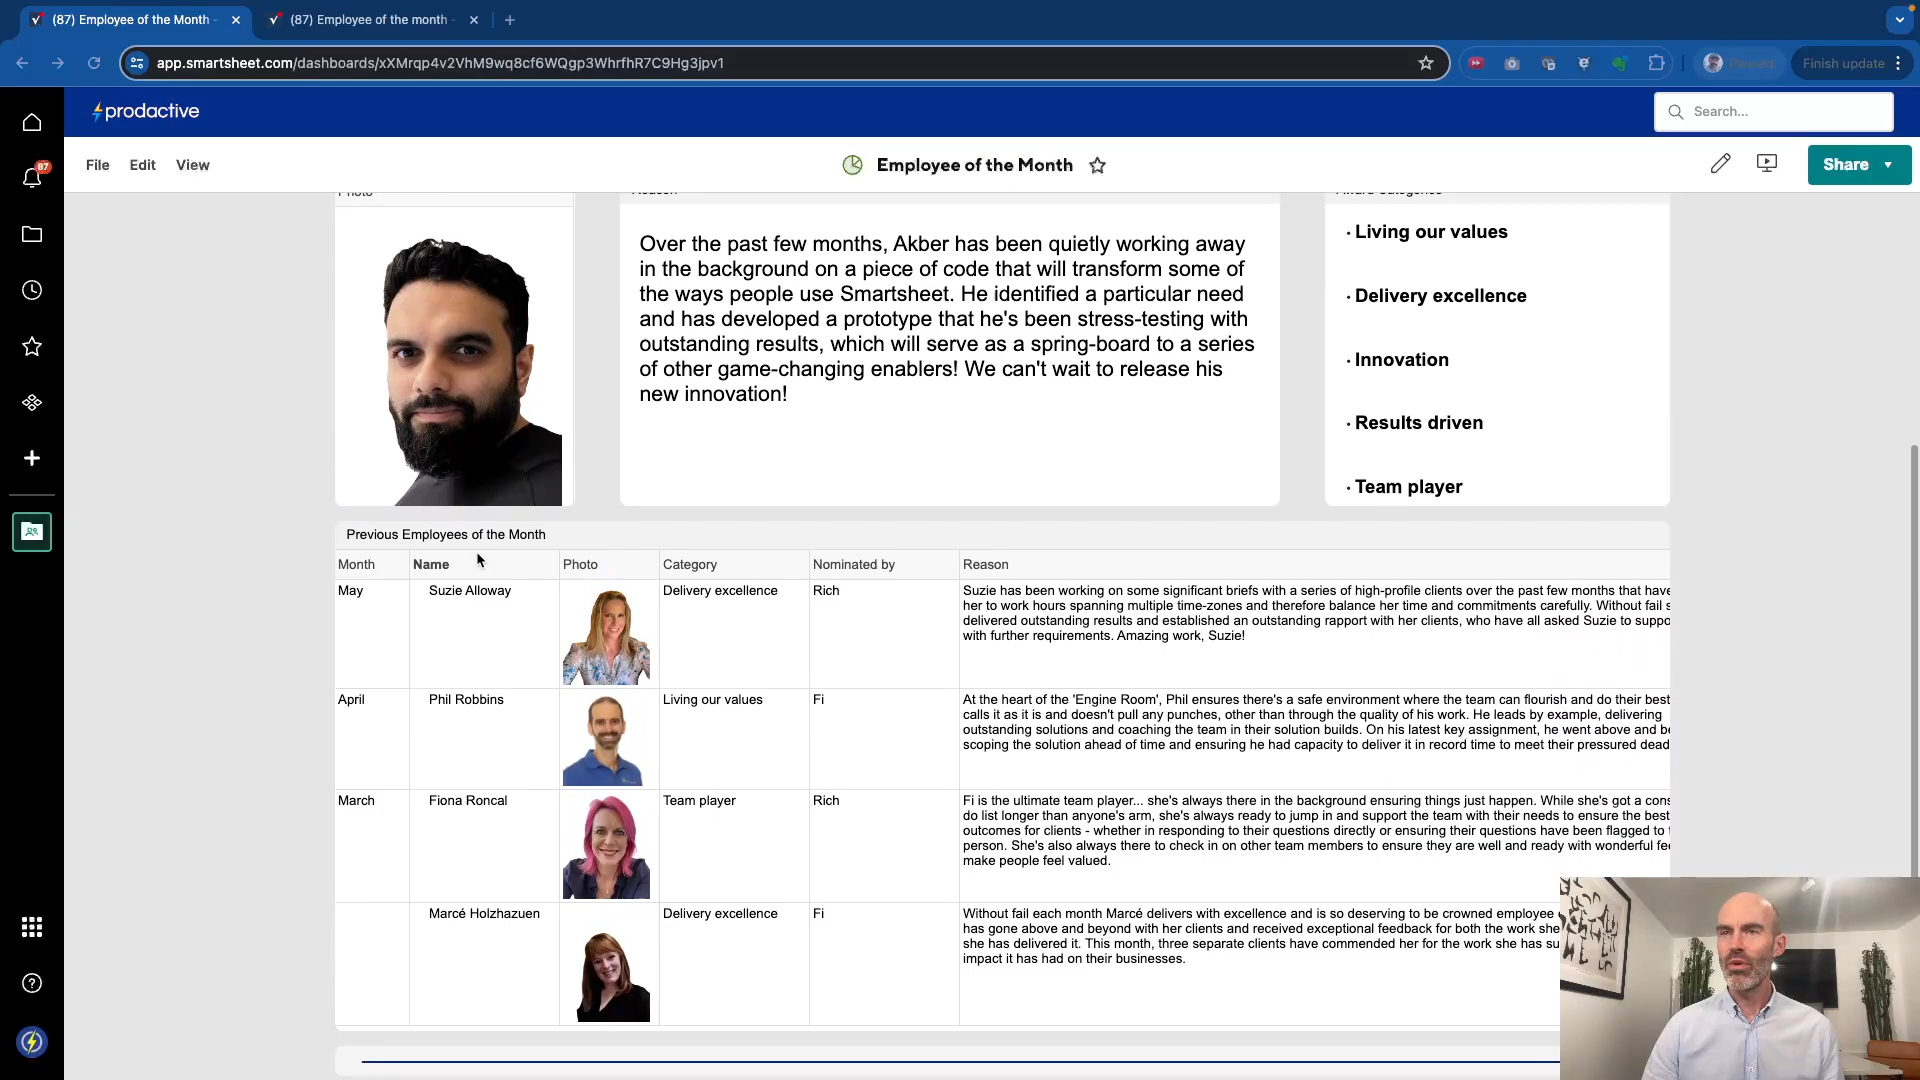 (87) Employee of the Month -
(87) Employee of the month -
app.smartsheet.com/dashboards/xXMrqp4v2VhM9wq8cf6WQgp3WhrfhR7C9Hg3jpv1
Paused
Finish update
prodactive
Search...
87
File
Edit
View
Employee of the Month
Share
Photo
Reason
Award Categories
Over the past few months, Akber has been quietly working away
in the background on a piece of code that will transform some of
the ways people use Smartsheet. He identified a particular need
and has developed a prototype that he's been stress-testing with
outstanding results, which will serve as a spring-board to a series
of other game-changing enablers! We can't wait to release his
new innovation!
· Living our values
· Delivery excellence
· Innovation
· Results driven
· Team player
Previous Employees of the Month
Month Name Photo Category Nominated by Reason
May Suzie Alloway Delivery excellence Rich
Suzie has been working on some significant briefs with a series of high-profile clients over the past few months that have
her to work hours spanning multiple time-zones and therefore balance her time and commitments carefully. Without fail s
delivered outstanding results and established an outstanding rapport with her clients, who have all asked Suzie to suppo
with further requirements. Amazing work, Suzie!
April Phil Robbins Living our values Fi
At the heart of the 'Engine Room', Phil ensures there's a safe environment where the team can flourish and do their best
calls it as it is and doesn't pull any punches, other than through the quality of his work. He leads by example, delivering
outstanding solutions and coaching the team in their solution builds. On his latest key assignment, he went above and be
scoping the solution ahead of time and ensuring he had capacity to deliver it in record time to meet their pressured dead
March Fiona Roncal Team player Rich
Fi is the ultimate team player... she's always there in the background ensuring things just happen. While she's got a cons
do list longer than anyone's arm, she's always ready to jump in and support the team with their needs to ensure the best
outcomes for clients - whether in responding to their questions directly or ensuring their questions have been flagged to
person. She's also always there to check in on other team members to ensure they are well and ready with wonderful fe
make people feel valued.
Marcé Holzhazuen Delivery excellence Fi
Without fail each month Marcé delivers with excellence and is so deserving to be crowned employee
has gone above and beyond with her clients and received exceptional feedback for both the work she
she has delivered it. This month, three separate clients have commended her for the work she has su
impact it has had on their businesses.